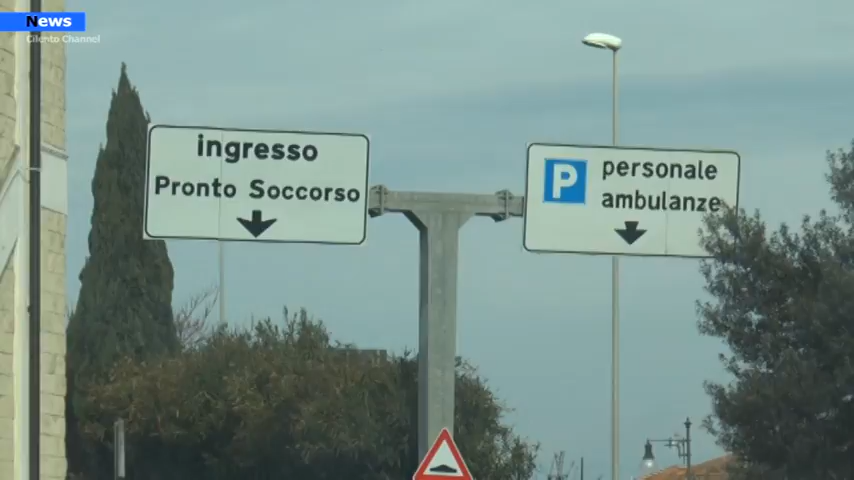 News
Cilento Channel
ingresso
Pronto Soccorso
P personale
ambulanze